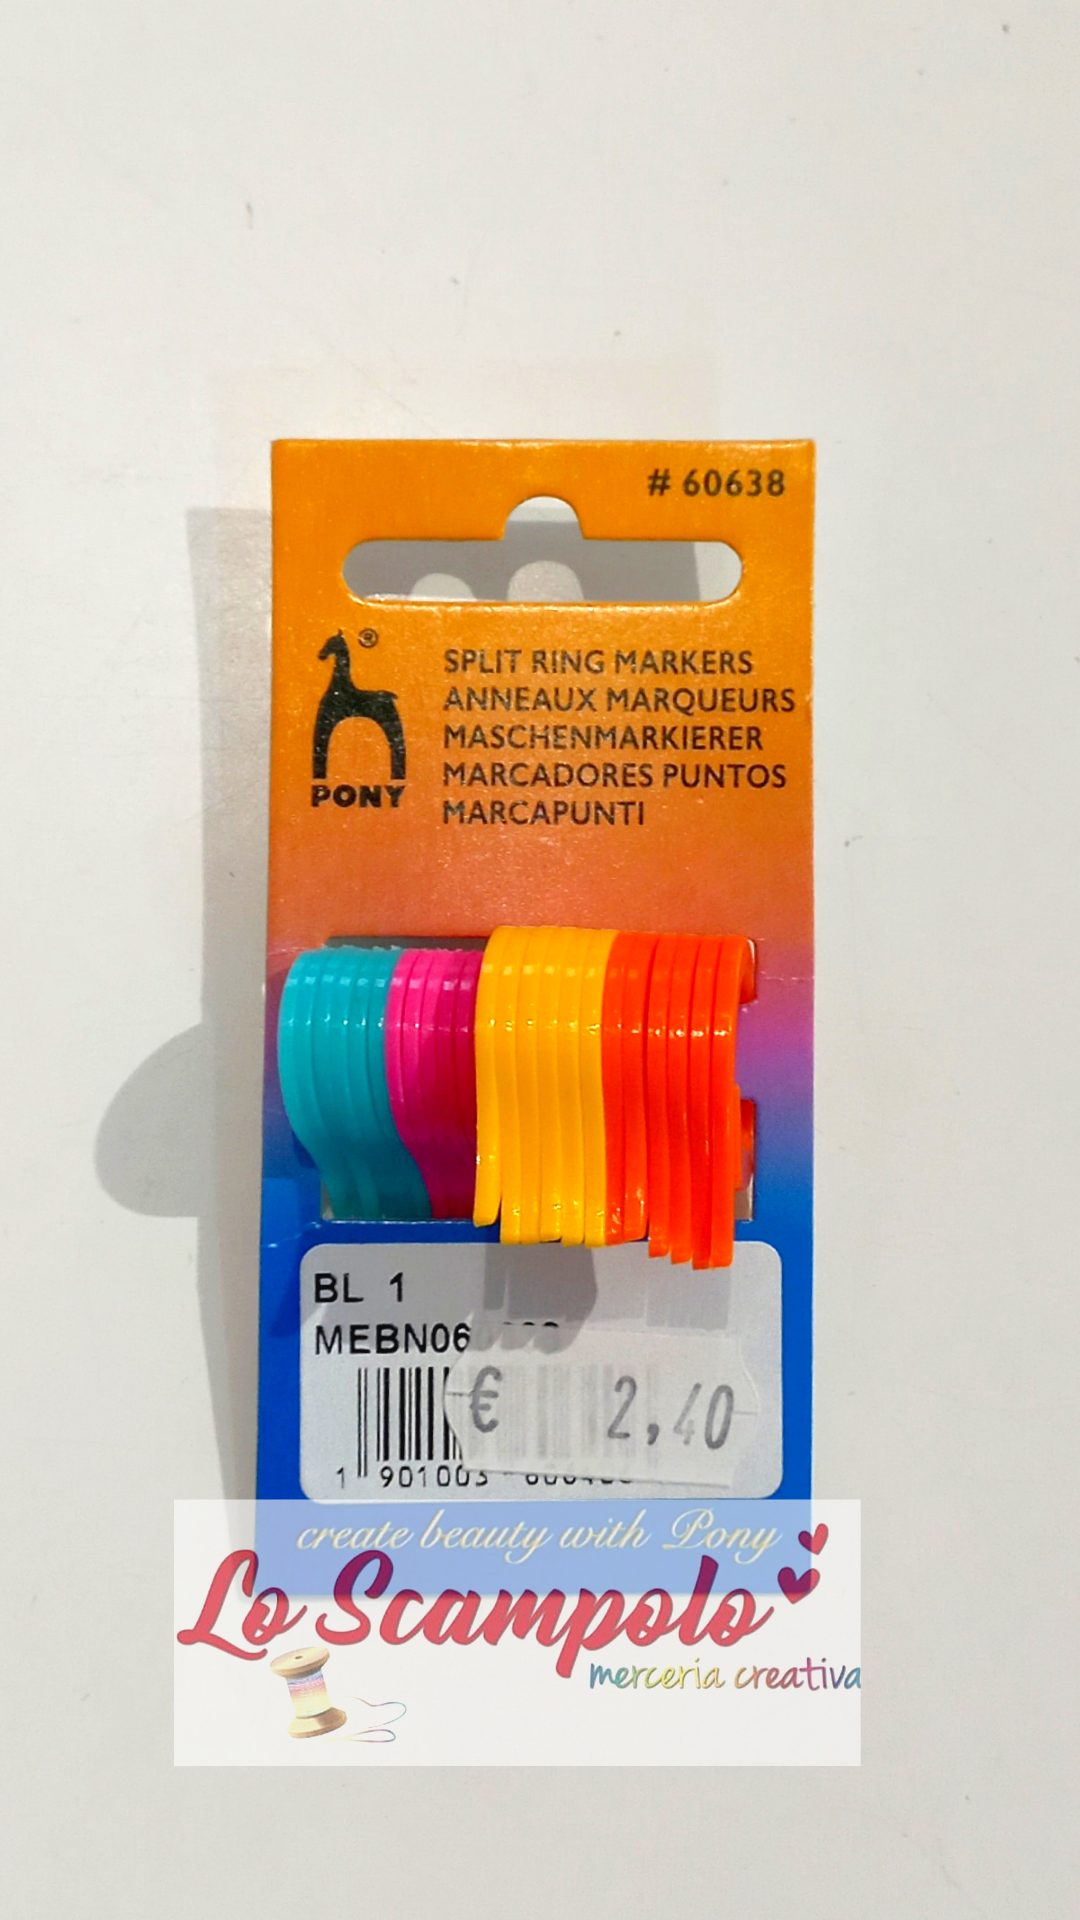 # 60638
®
PONY
SPLIT RING MARKERS
ANNEAUX MARQUEURS
MASCHENMARKIERER
MARCADORES PUNTOS
MARCAPUNTI
BL 1
€ 2,40
create beauty with Pony
Lo Scampolo
merceria creativa